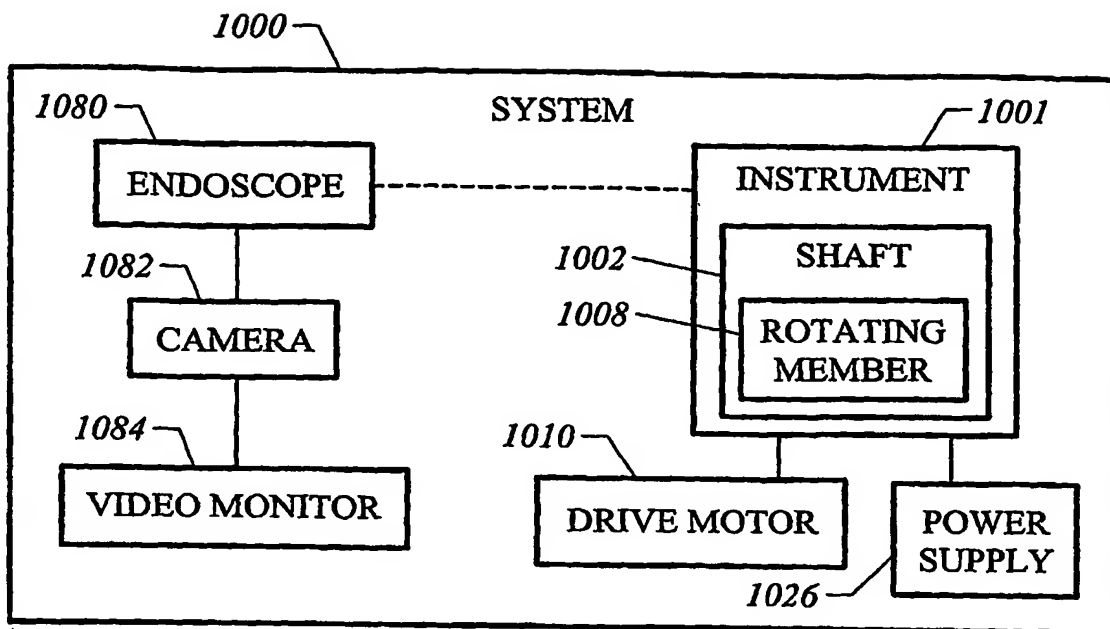 1000
SYSTEM
1080
ENDOSCOPE
1082
CAMERA
1084
VIDEO MONITOR
1001
INSTRUMENT
1002
SHAFT
1008
ROTATING
MEMBER
1010
DRIVE MOTOR
POWER
SUPPLY
1026